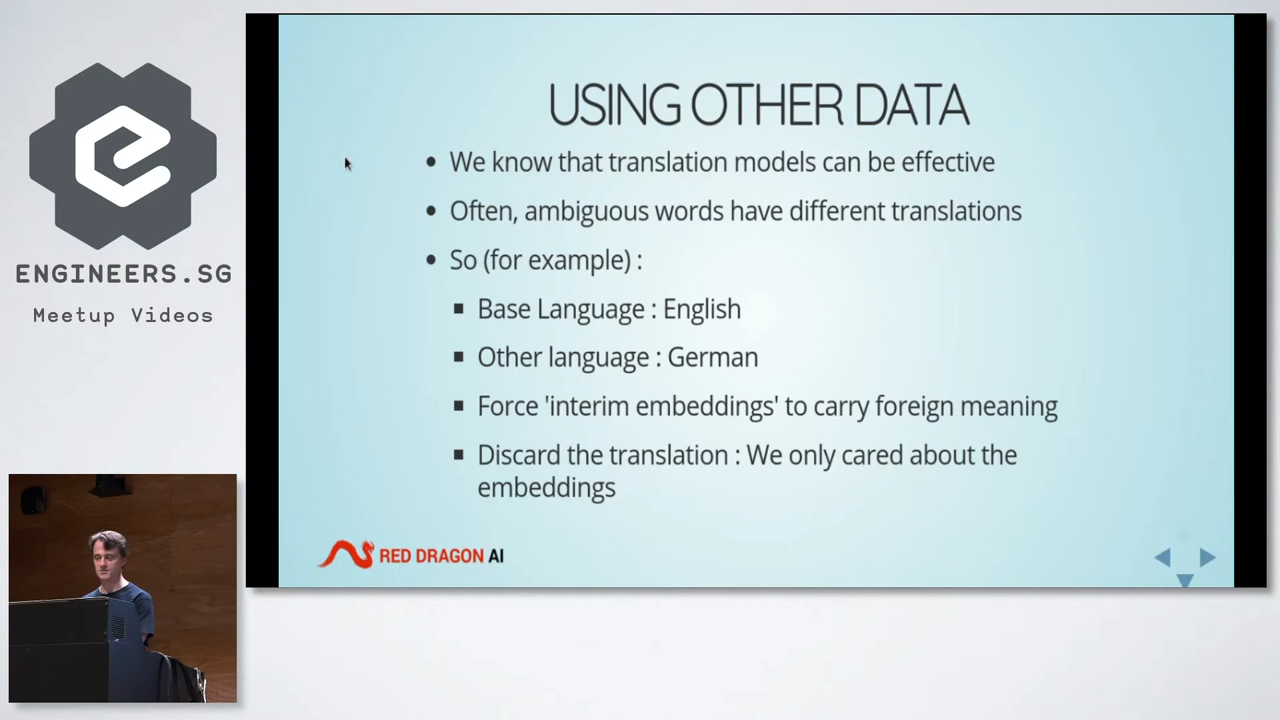 USING OTHER DATA
• We know that translation models can be effective
• Often, ambiguous words have different translations
• So (for example) :
▪ Base Language : English
▪ Other language : German
▪ Force 'interim embeddings' to carry foreign meaning
▪ Discard the translation : We only cared about the
embeddings
RED DRAGON AI
ENGINEERS.SG
Meetup Videos